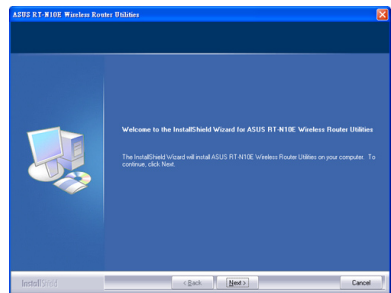 ASUS RT-N10E Wireless Router Utilities
Welcome to the InstallShield Wizard for ASUS RT-N10E Wireless Router Utilities
The InstallShield Wizard will install ASUS RT-N10E Wireless Router Utilities on your computer. To
continue, click Next.
InstallShield
< Back
Next >
Cancel